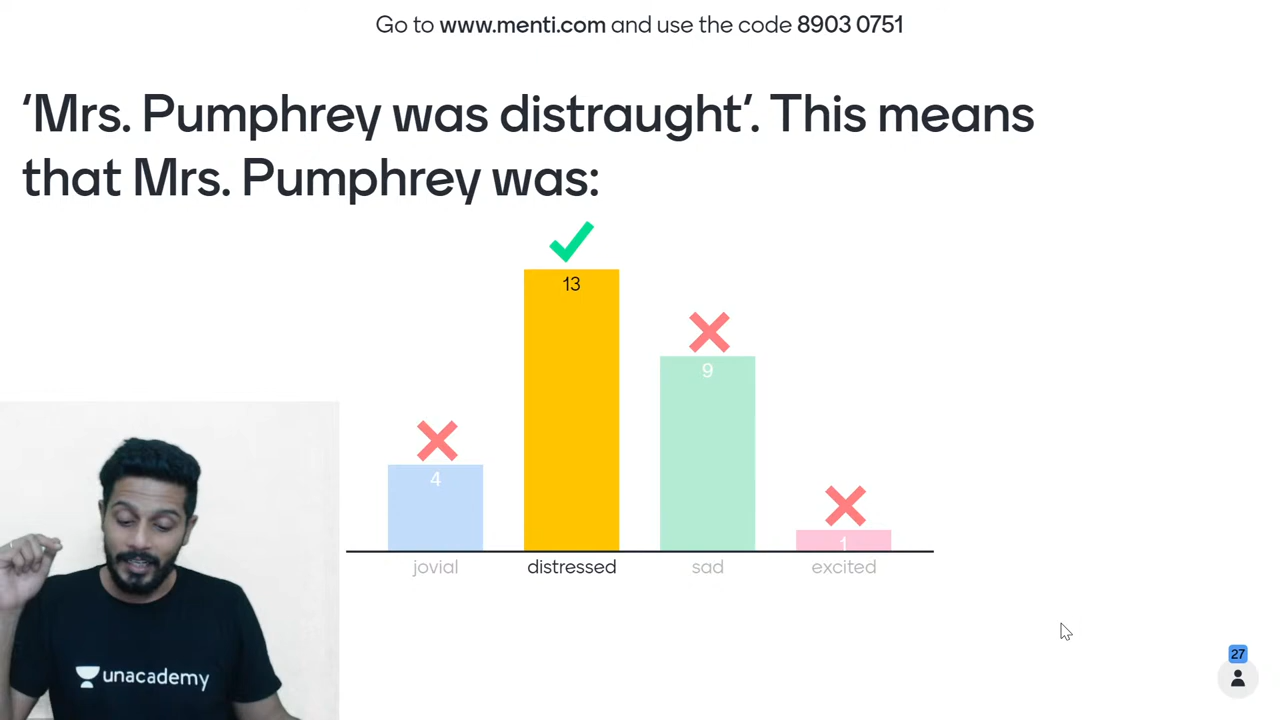 Go to www.menti.com and use the code 8903 0751
‘Mrs. Pumphrey was distraught’. This means
that Mrs. Pumphrey was:
13
9
4
1
jovial
distressed
sad
excited
unacademy
27